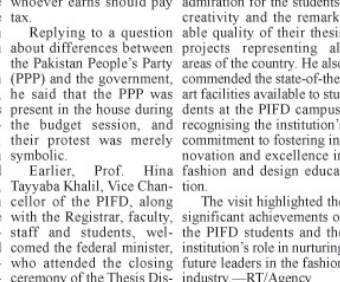 whoever earns should pay
tax.
Replying to a question
about differences between
the Pakistan People's Party
(PPP) and the government,
he said that the PPP was
present in the house during
the budget session, and
their protest was merely
symbolic.
Earlier, Prof. Hina
Tayyaba Khalil, Vice Chan-
cellor of the PIFD, along
with the Registrar, faculty,
staff and students, wel-
comed the federal minister,
who attended the closing
ceremony of the Thesis Dis-
admiration for the students'
creativity and the remark-
able quality of their thesis
projects representing all
areas of the country. He also
commended the state-of-the-
art facilities available to stu-
dents at the PIFD campus,
recognising the institution's
commitment to fostering in-
novation and excellence in
fashion and design educa-
tion.
The visit highlighted the
significant achievements of
the PIFD students and the
institution's role in nurturing
future leaders in the fashion
industry.—RT/Agency